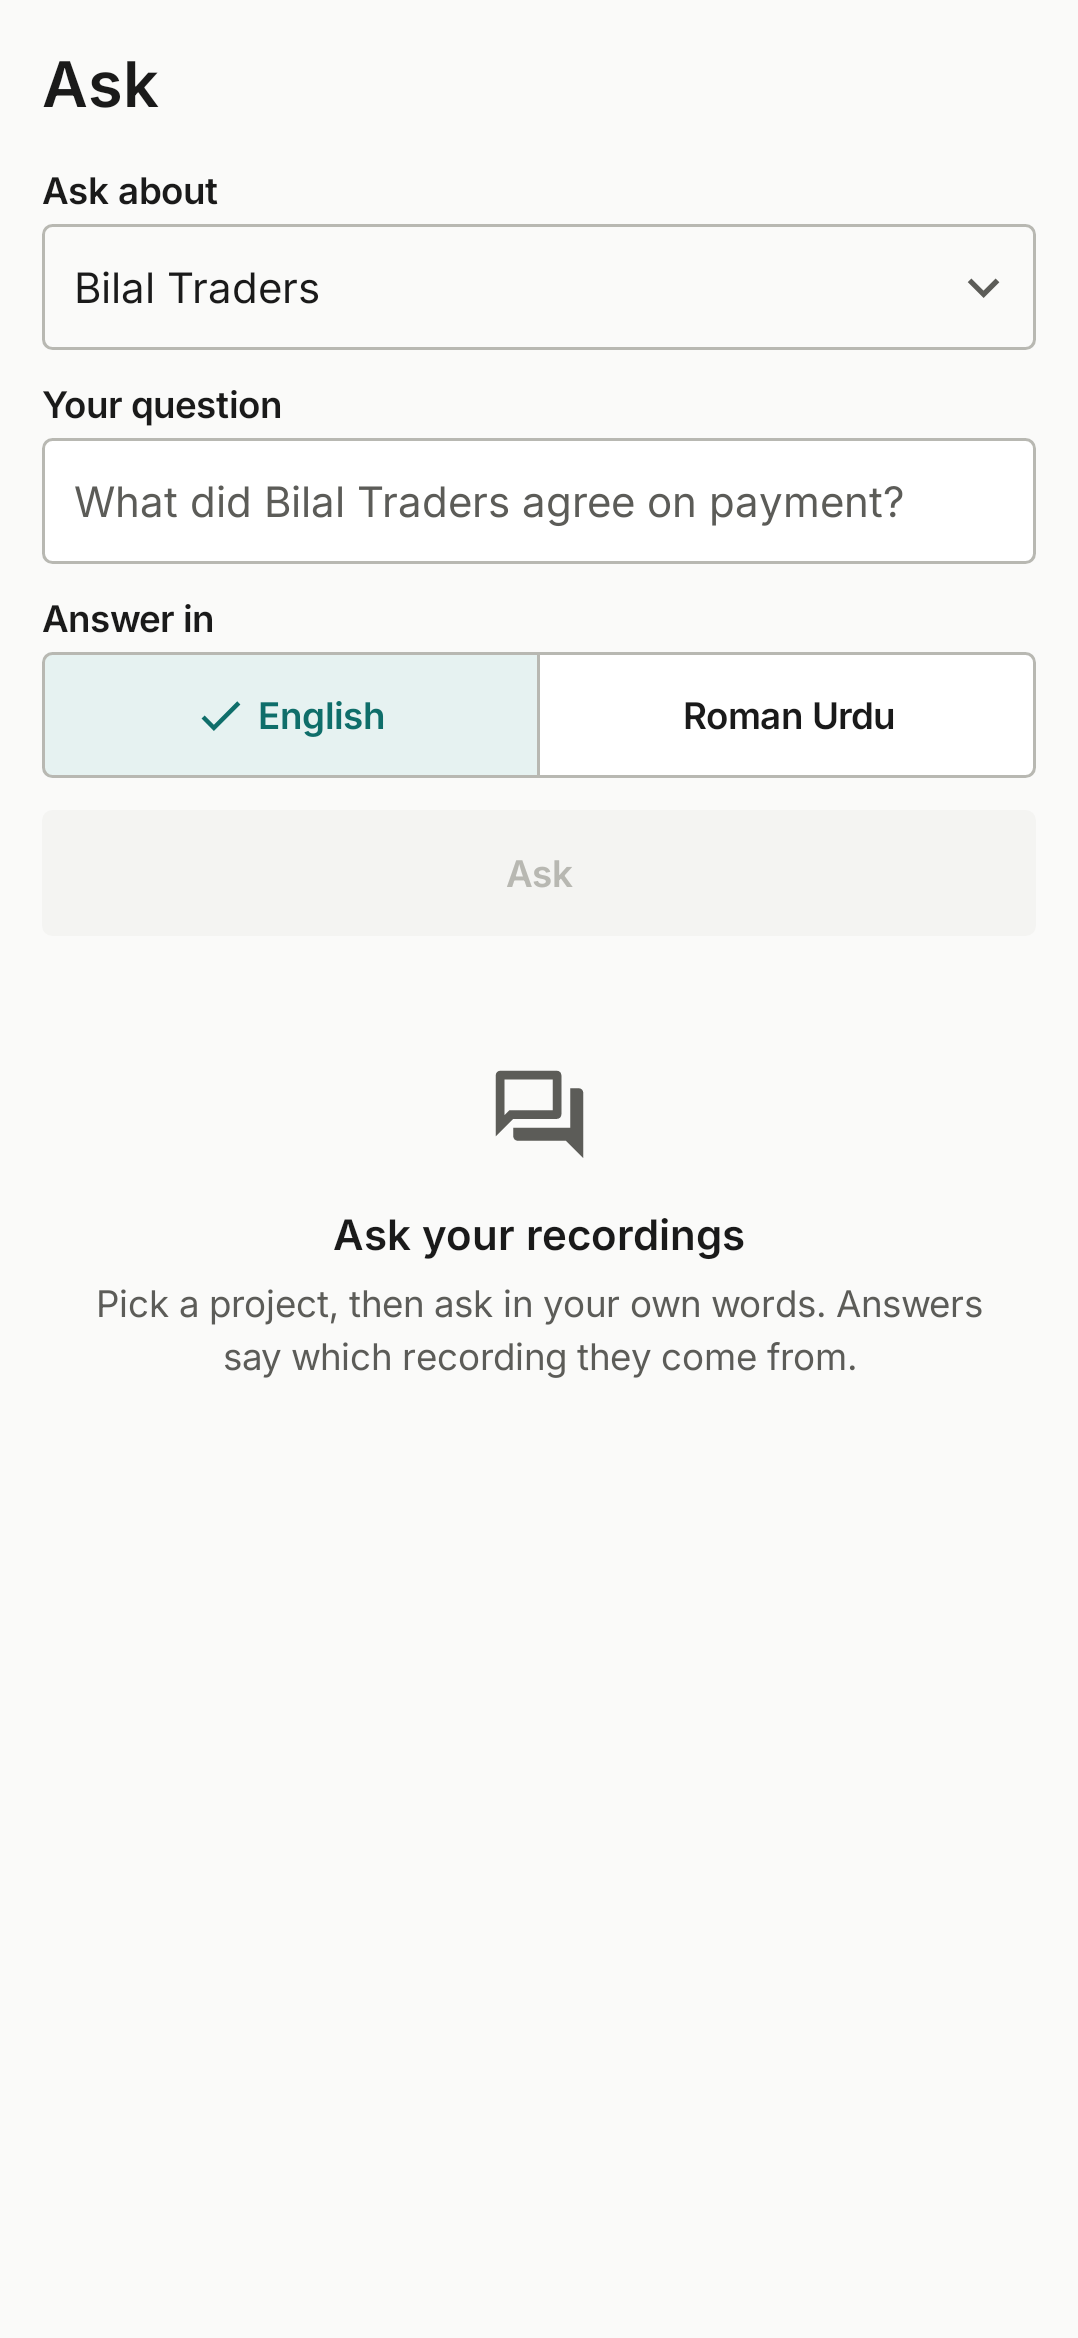 Ask
Ask about
Bilal Traders
Your question
What did Bilal Traders agree on payment?
Answer in
English
Roman Urdu
Ask
Ask your recordings
Pick a project, then ask in your own words. Answers
say which recording they come from.